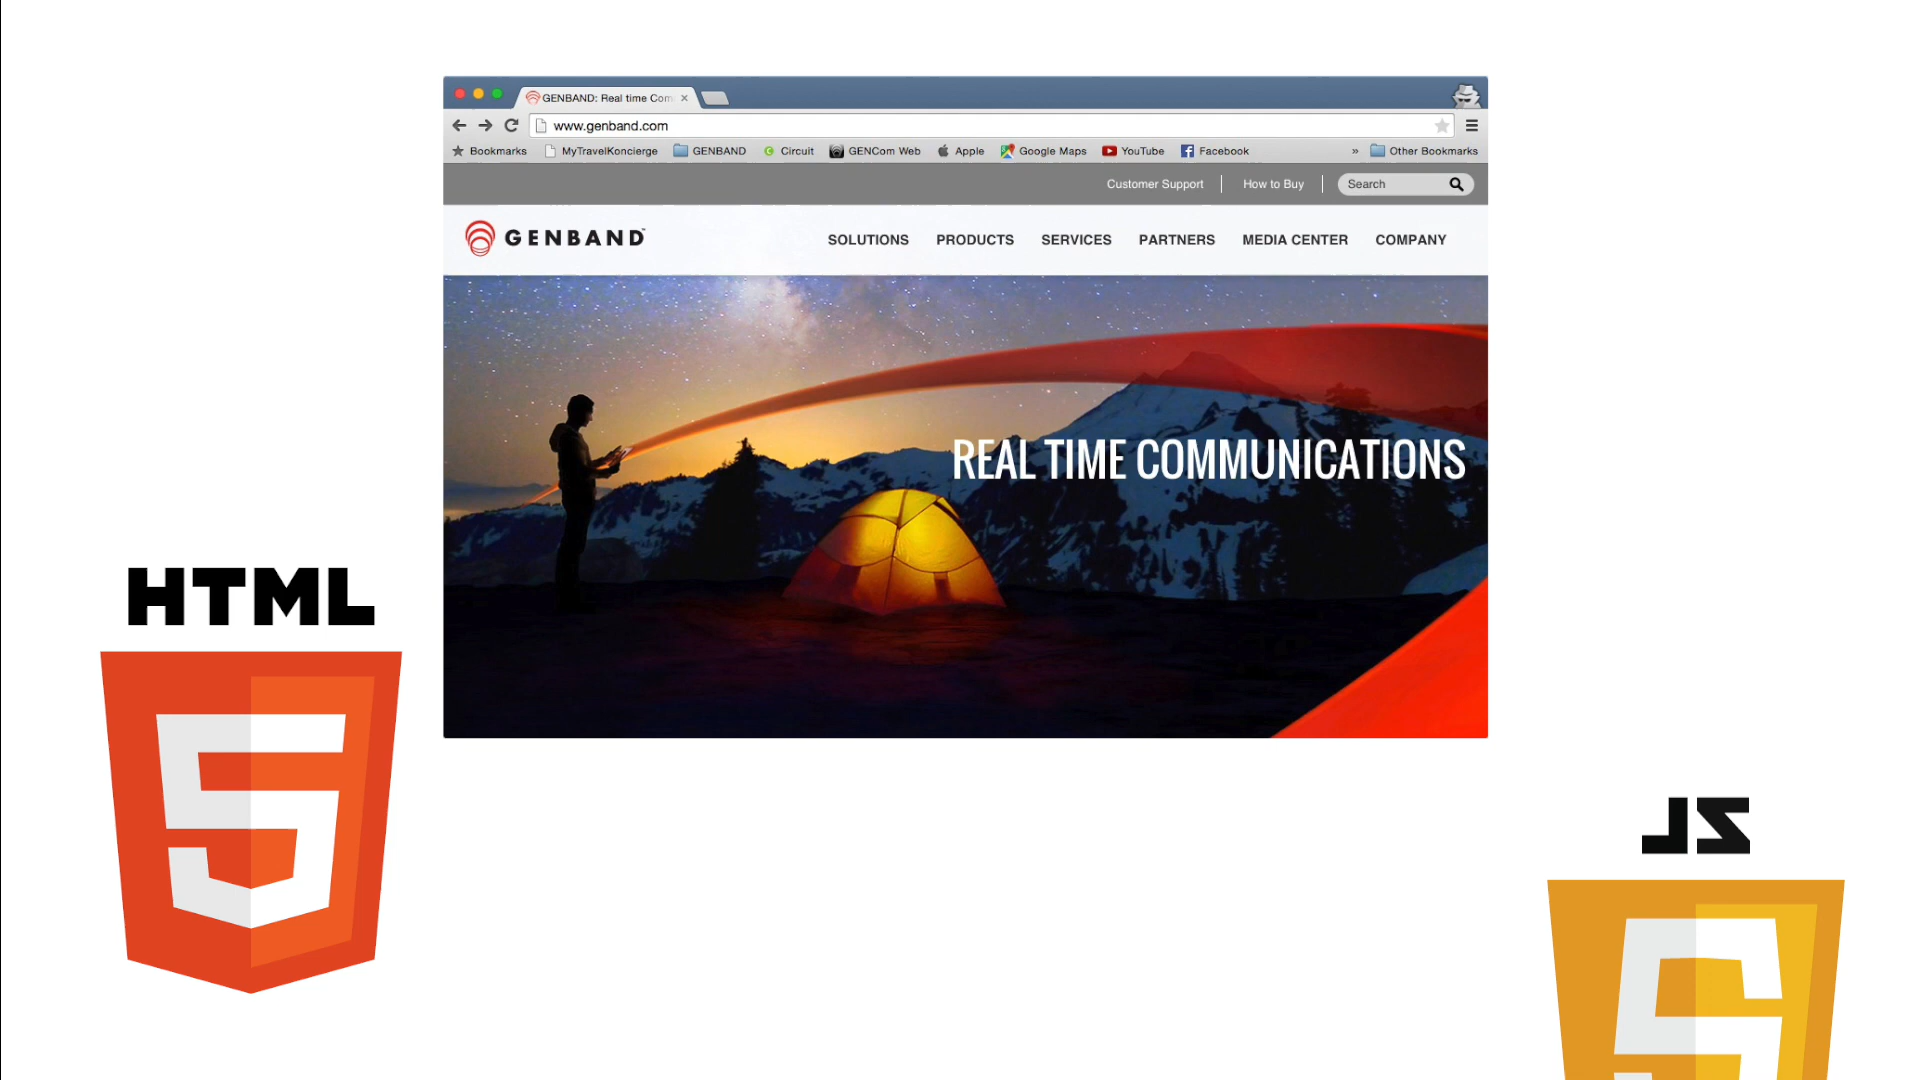 GENBAND: Real time Com
www.genband.com
Bookmarks MyTravelKoncierge GENBAND Circuit GENCom Web Apple Google Maps YouTube Facebook » Other Bookmarks
Customer Support How to Buy Search
GENBAND SOLUTIONS PRODUCTS SERVICES PARTNERS MEDIA CENTER COMPANY
REAL TIME COMMUNICATIONS
HTML
5
JS